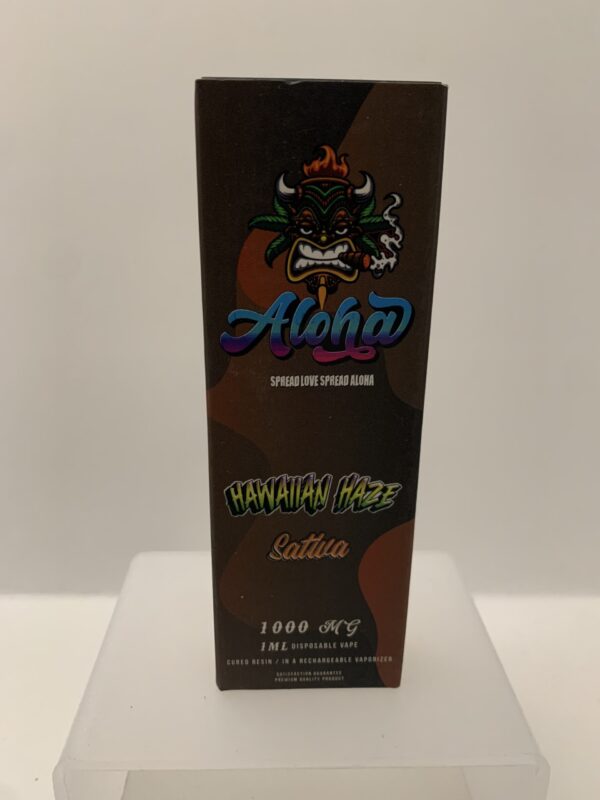 Aloha
SPREAD LOVE SPREAD ALOHA
HAWAIIAN HAZE
Sativa
1000 MG
1ML DISPOSABLE VAPE
CURED RESIN / IN A RECHARGEABLE VAPORIZER
SATISFACTION GUARANTEED
PREMIUM QUALITY PRODUCT